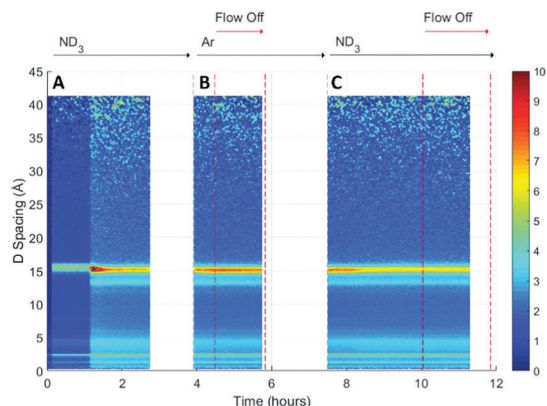 Flow Off Flow Off
ND3 Ar ND3
45 A B C 10
40 9
35 8
30 7
25 6
20 5
15 4
10 3
5 2
0 1
0
0 2 4 6 8 10 12
D Spacing (Å)
Time (hours)